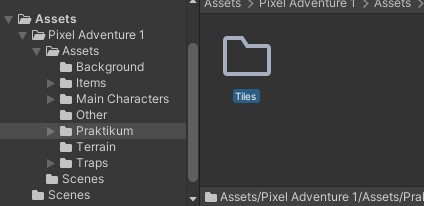 Assets
Pixel Adventure 1
Assets
Background
Items
Main Characters
Other
Praktikum
Terrain
Traps
Scenes
Scenes
Assets > Pixel Adventure 1 > Assets >
Tiles
Assets/Pixel Adventure 1/Assets/Pra